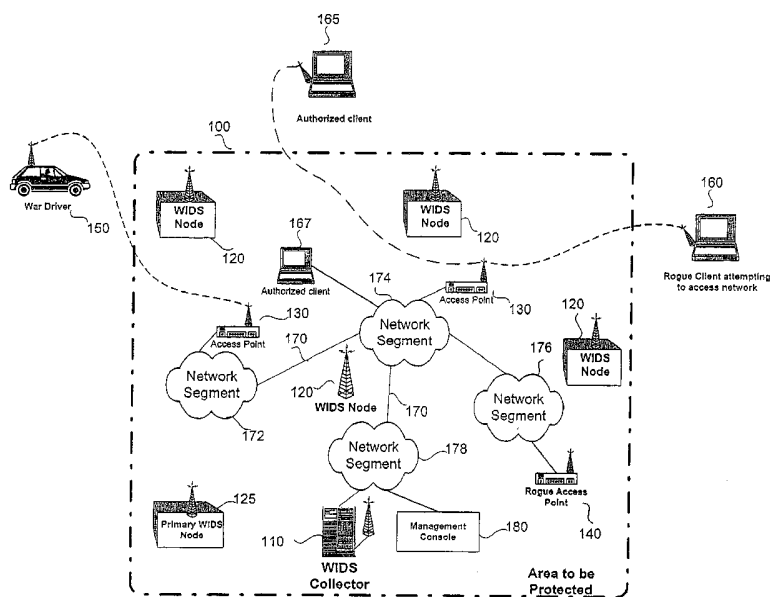 165
Authorized client
100
War Driver
150
WIDS
Node
120
WIDS
Node
120
160
Rogue Client attempting
to access network
167
Authorized client
174
Access Point
130
130
Access Point
170
Network
Segment
120
WIDS
Node
176
Network
Segment
172
120
WIDS Node
170
Network
Segment
Network
Segment
178
125
Primary WIDS
Node
110
WIDS
Collector
Management
Console
180
Rogue Access
Point
140
Area to be
Protected